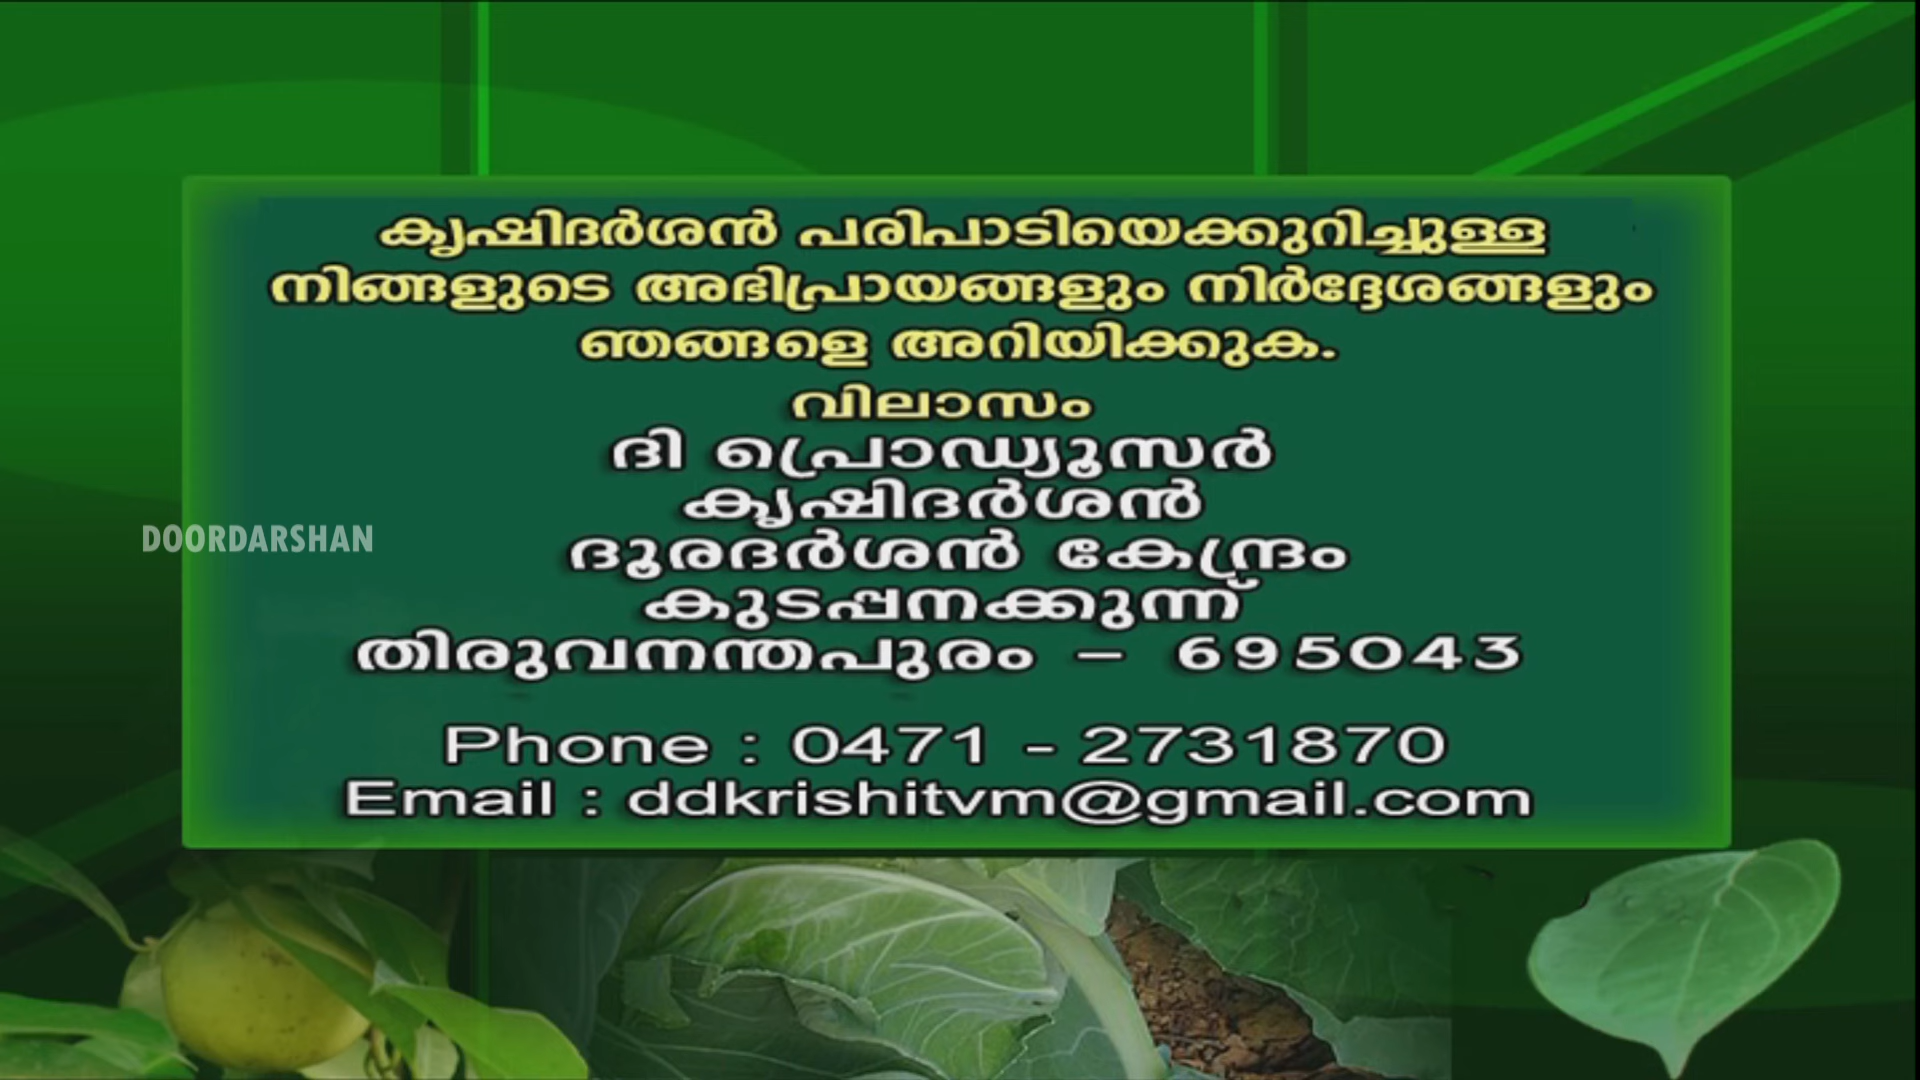 കൃഷിദർശൻ പരിപാടിയെക്കുറിച്ചുള്ള
നിങ്ങളുടെ അഭിപ്രായങ്ങളും നിർദ്ദേശങ്ങളും
ഞങ്ങളെ അറിയിക്കുക.
വിലാസം
ദി പ്രൊഡ്യൂസർ
കൃഷിദർശൻ
DOORDARSHAN
ദൂരദർശൻ കേന്ദ്രം
കുടപ്പനക്കുന്ന്
തിരുവനന്തപുരം – 695043
Phone : 0471 - 2731870
Email : ddkrishitvm@gmail.com